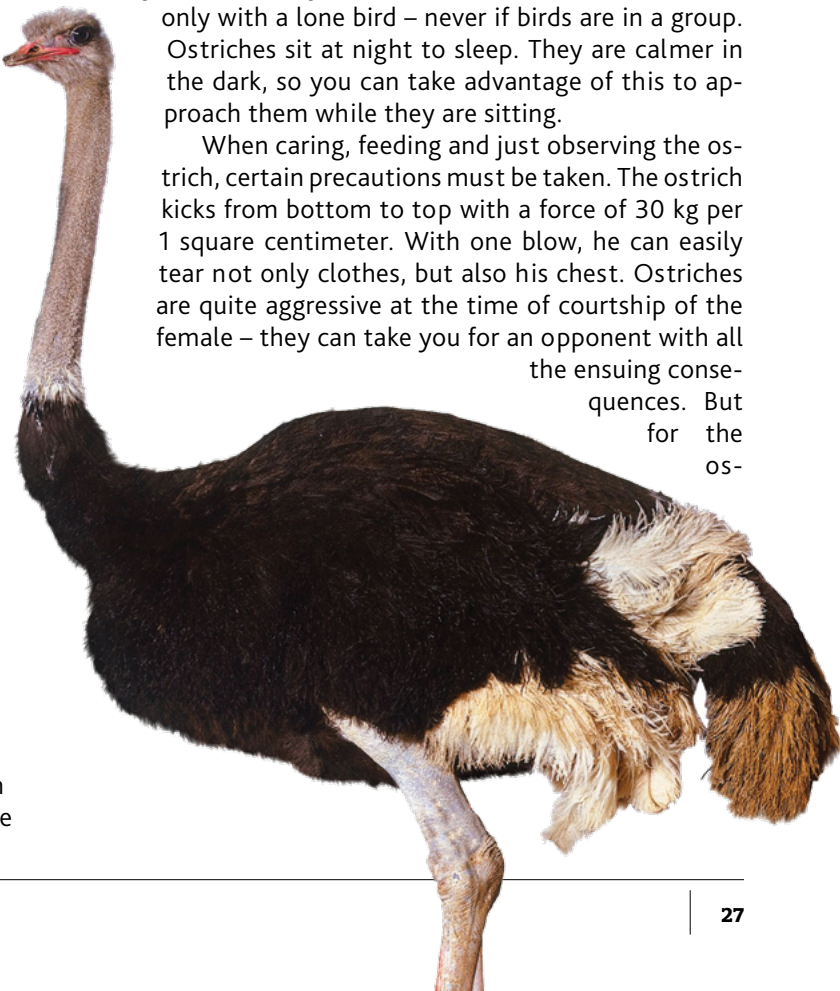 only with a lone bird – never if birds are in a group.
Ostriches sit at night to sleep. They are calmer in
the dark, so you can take advantage of this to ap-
proach them while they are sitting.
When caring, feeding and just observing the os-
trich, certain precautions must be taken. The ostrich
kicks from bottom to top with a force of 30 kg per
1 square centimeter. With one blow, he can easily
tear not only clothes, but also his chest. Ostriches
are quite aggressive at the time of courtship of the
female – they can take you for an opponent with all
the ensuing conse-
quences. But
for the
os-
e
27